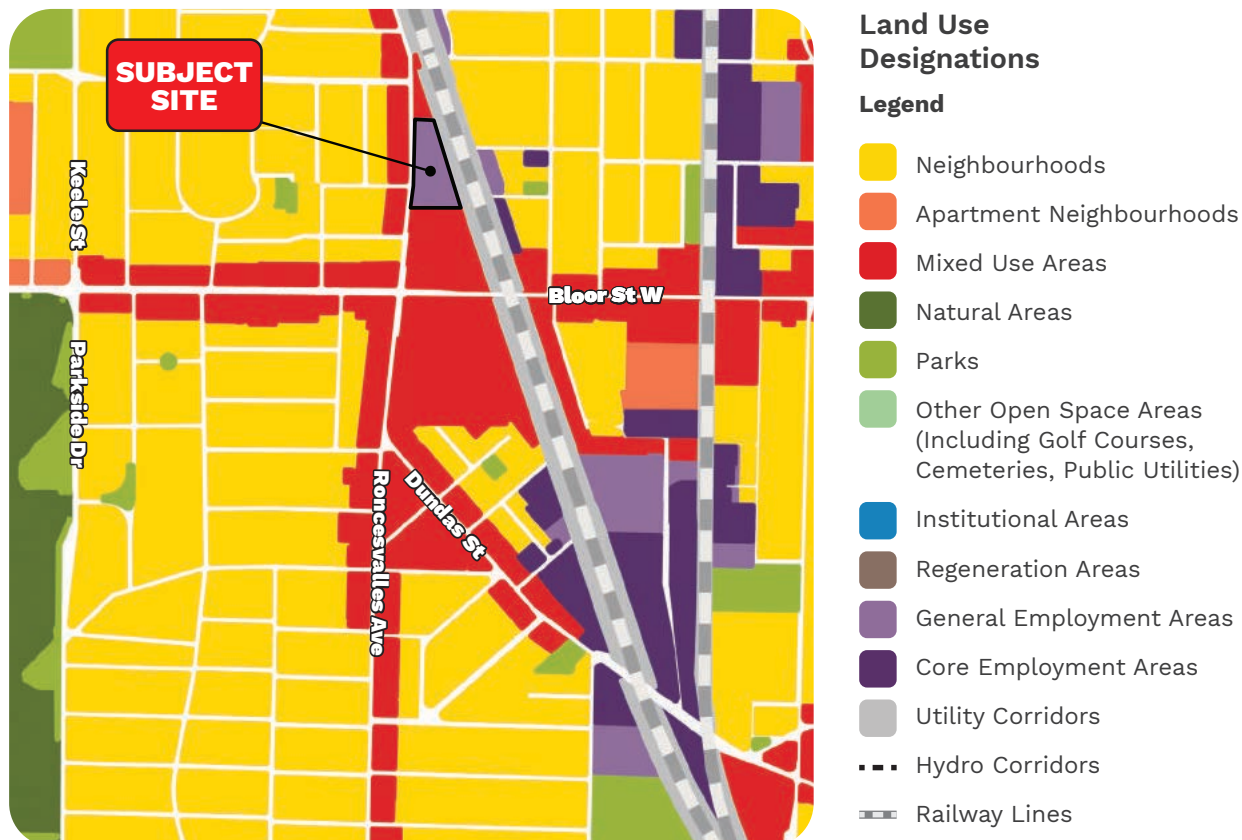 SUBJECT
SITE
Keele St
Parkside Dr
Bloor St W
Roncesvalles Ave
Dundas St
Land Use
Designations
Legend
Neighbourhoods
Apartment Neighbourhoods
Mixed Use Areas
Natural Areas
Parks
Other Open Space Areas
(Including Golf Courses,
Cemeteries, Public Utilities)
Institutional Areas
Regeneration Areas
General Employment Areas
Core Employment Areas
Utility Corridors
Hydro Corridors
Railway Lines